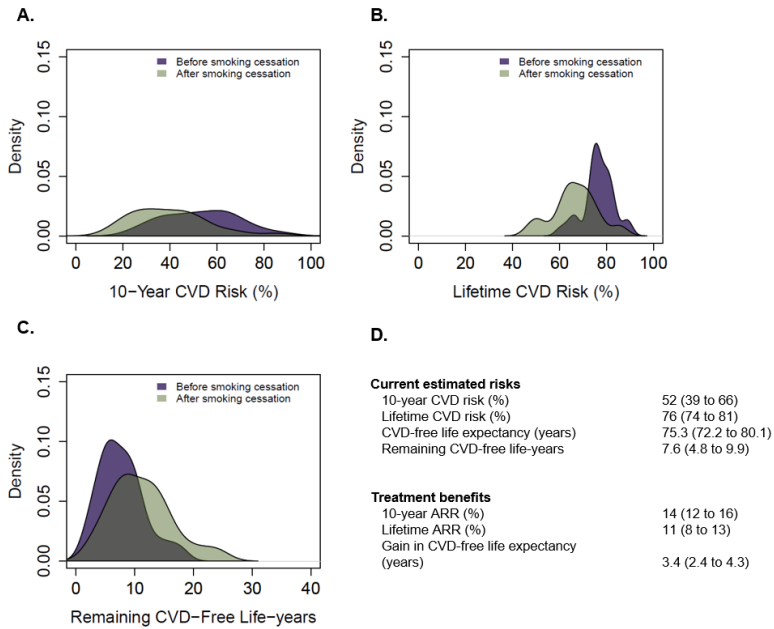 A.
Before smoking cessation
After smoking cessation
Density
0.00 0.05 0.10 0.15
0 20 40 60 80 100
10−Year CVD Risk (%)
B.
Before smoking cessation
After smoking cessation
Density
0.00 0.05 0.10 0.15
0 20 40 60 80 100
Lifetime CVD Risk (%)
C.
Before smoking cessation
After smoking cessation
Density
0.00 0.05 0.10 0.15
0 10 20 30 40
Remaining CVD−Free Life−years
D.
Current estimated risks
10-year CVD risk (%) 52 (39 to 66)
Lifetime CVD risk (%) 76 (74 to 81)
CVD-free life expectancy (years) 75.3 (72.2 to 80.1)
Remaining CVD-free life-years 7.6 (4.8 to 9.9)
Treatment benefits
10-year ARR (%) 14 (12 to 16)
Lifetime ARR (%) 11 (8 to 13)
Gain in CVD-free life expectancy
(years) 3.4 (2.4 to 4.3)